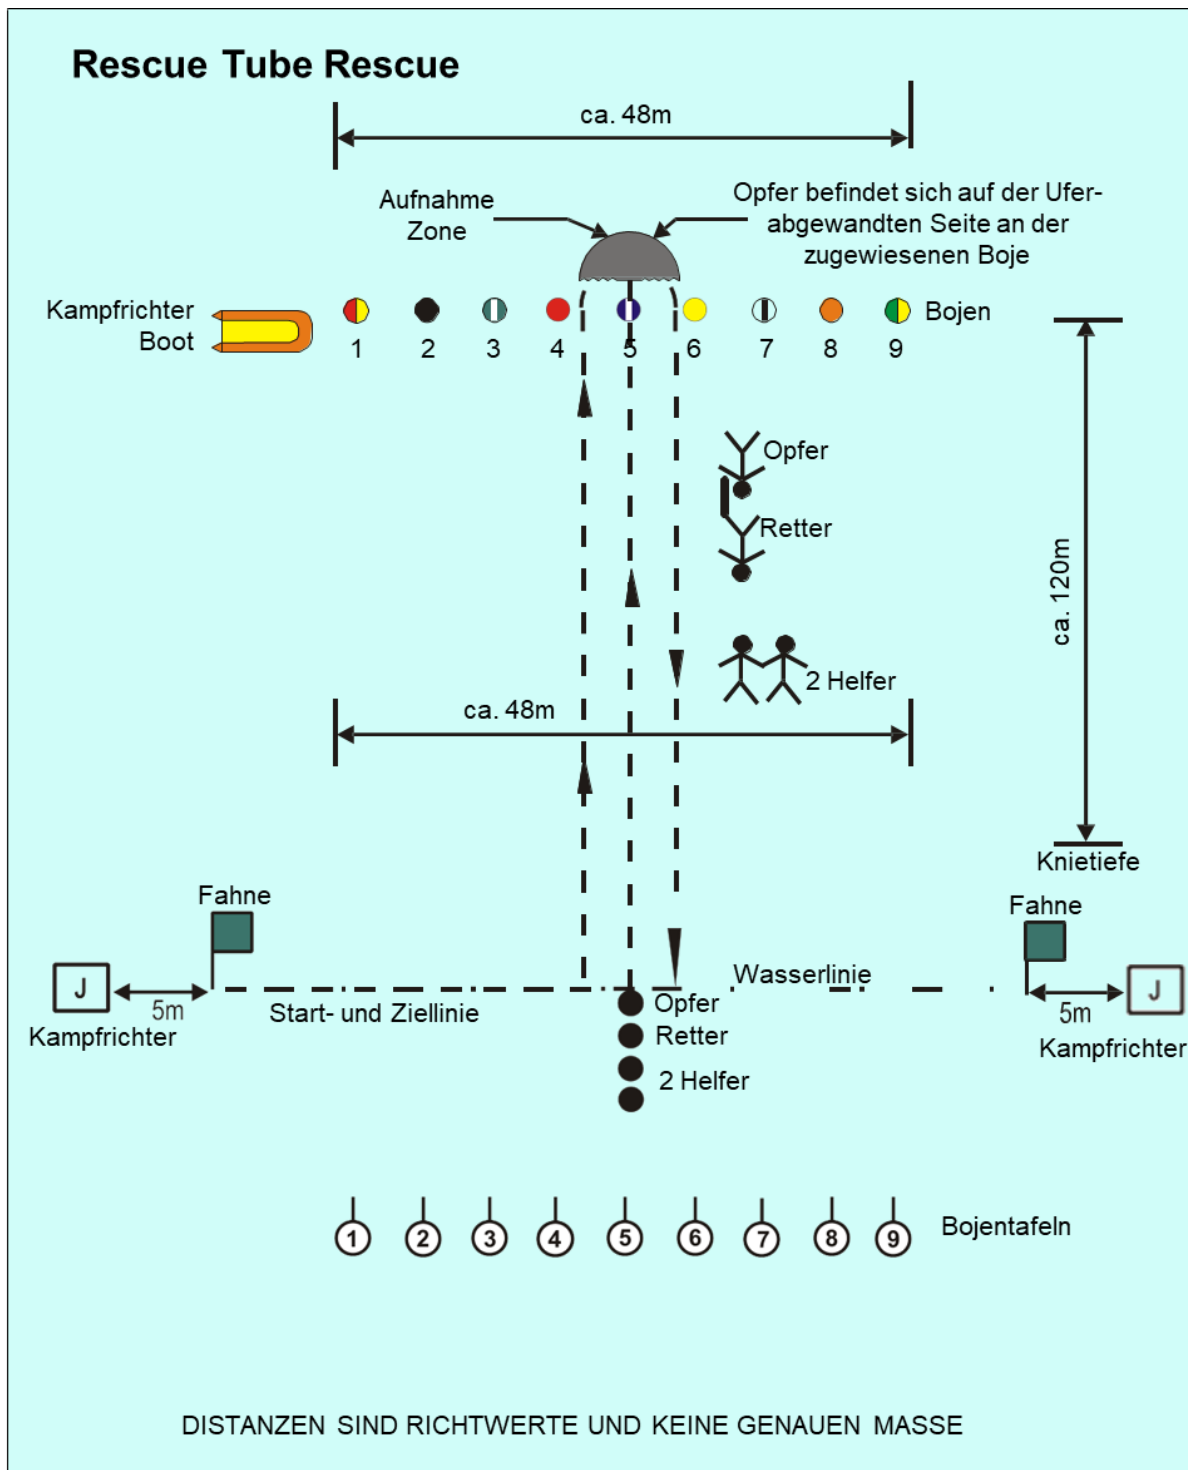 Rescue Tube Rescue
ca. 48m
Aufnahme
Zone
Opfer befindet sich auf der Ufer-
abgewandten Seite an der
zugewiesenen Boje
Kampfrichter
Boot
Bojen
1 2 3 4 5 6 7 8 9
Opfer
Retter
ca. 120m
2 Helfer
ca. 48m
Knietiefe
Fahne
Fahne
J
5m
Kampfrichter
Wasserlinie
Start- und Ziellinie
J
5m
Kampfrichter
Opfer
Retter
2 Helfer
1 2 3 4 5 6 7 8 9
Bojentafeln
DISTANZEN SIND RICHTWERTE UND KEINE GENAUEN MASSE